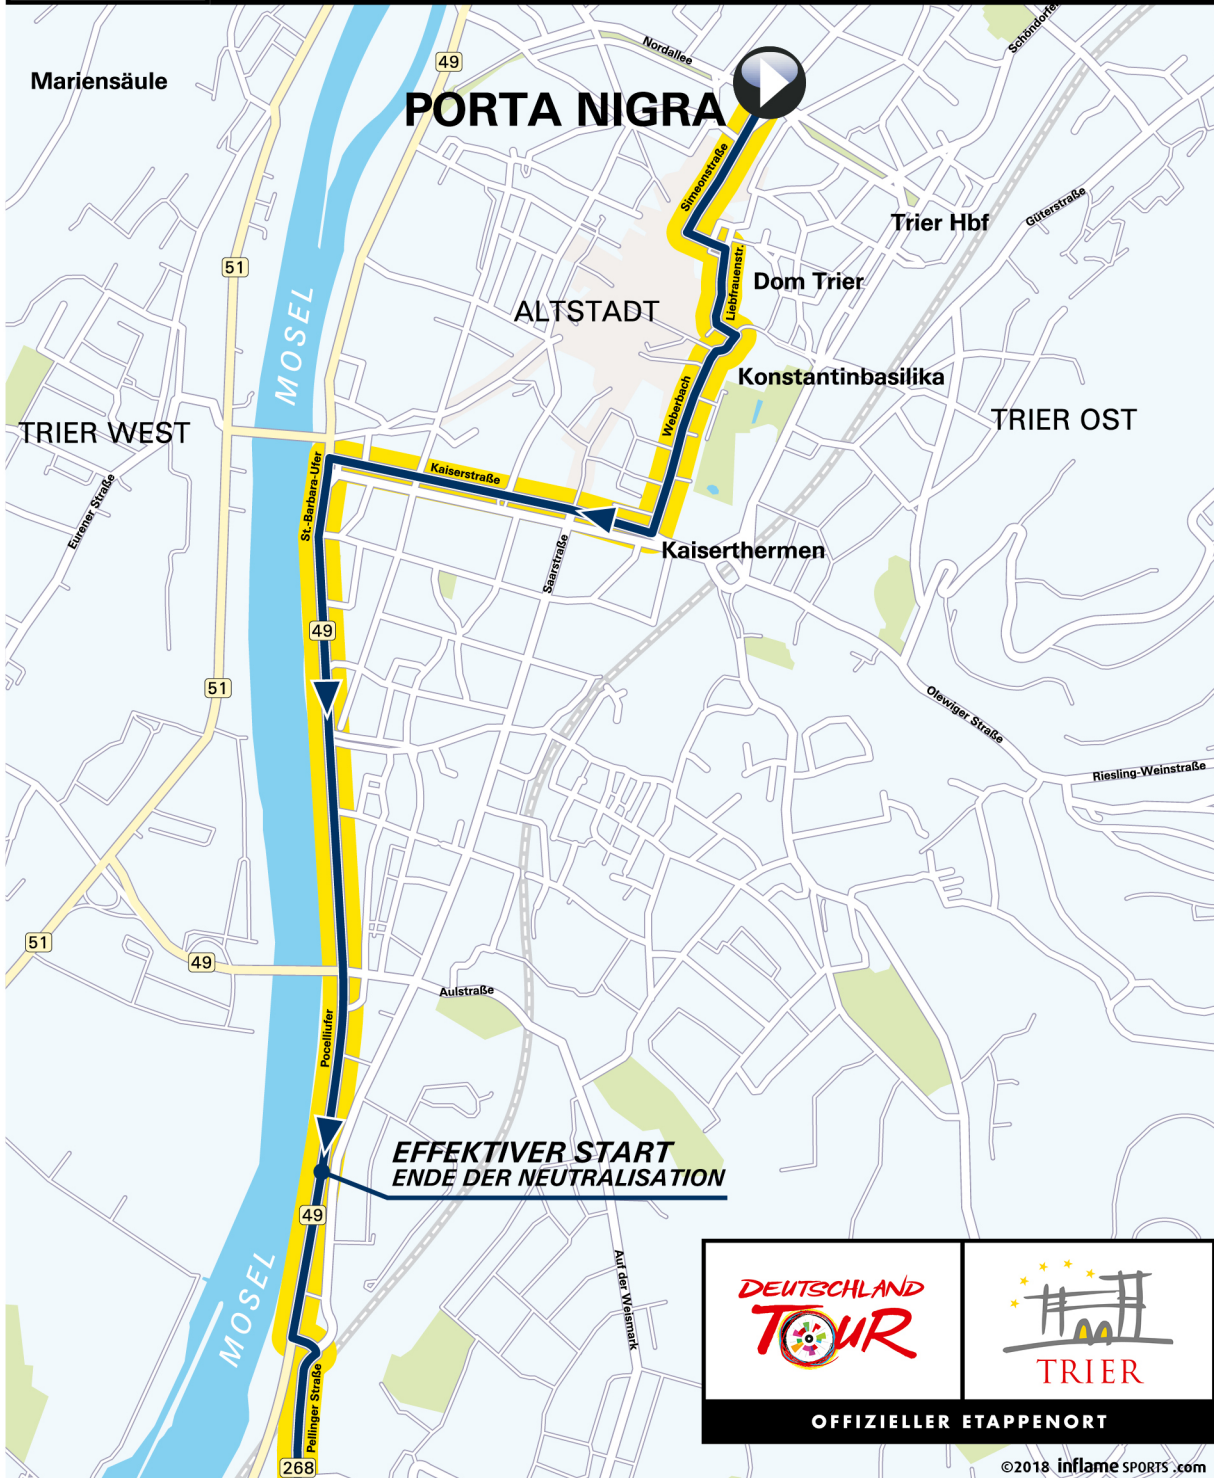 Schöndorfer
Nordallee
49
Mariensäule
PORTA NIGRA
Simeonstraße
Güterstraße
Trier Hbf
51
MOSEL
Liebfrauenstr.
Dom Trier
ALTSTADT
Konstantinbasilika
Weberbach
TRIER OST
TRIER WEST
Kaiserstraße
St.-Barbara-Ufer
Eurener Straße
Saarstraße
Kaiserthermen
49
51
Olewiger Straße
Riesling-Weinstraße
51
49
Aulstraße
Pocelliufer
EFFEKTIVER START
ENDE DER NEUTRALISATION
49
MOSEL
Auf der Weismark
Pellinger Straße
268
DEUTSCHLAND
TOUR
TRIER
OFFIZIELLER ETAPPENORT
©2018 inflame SPORTS .com